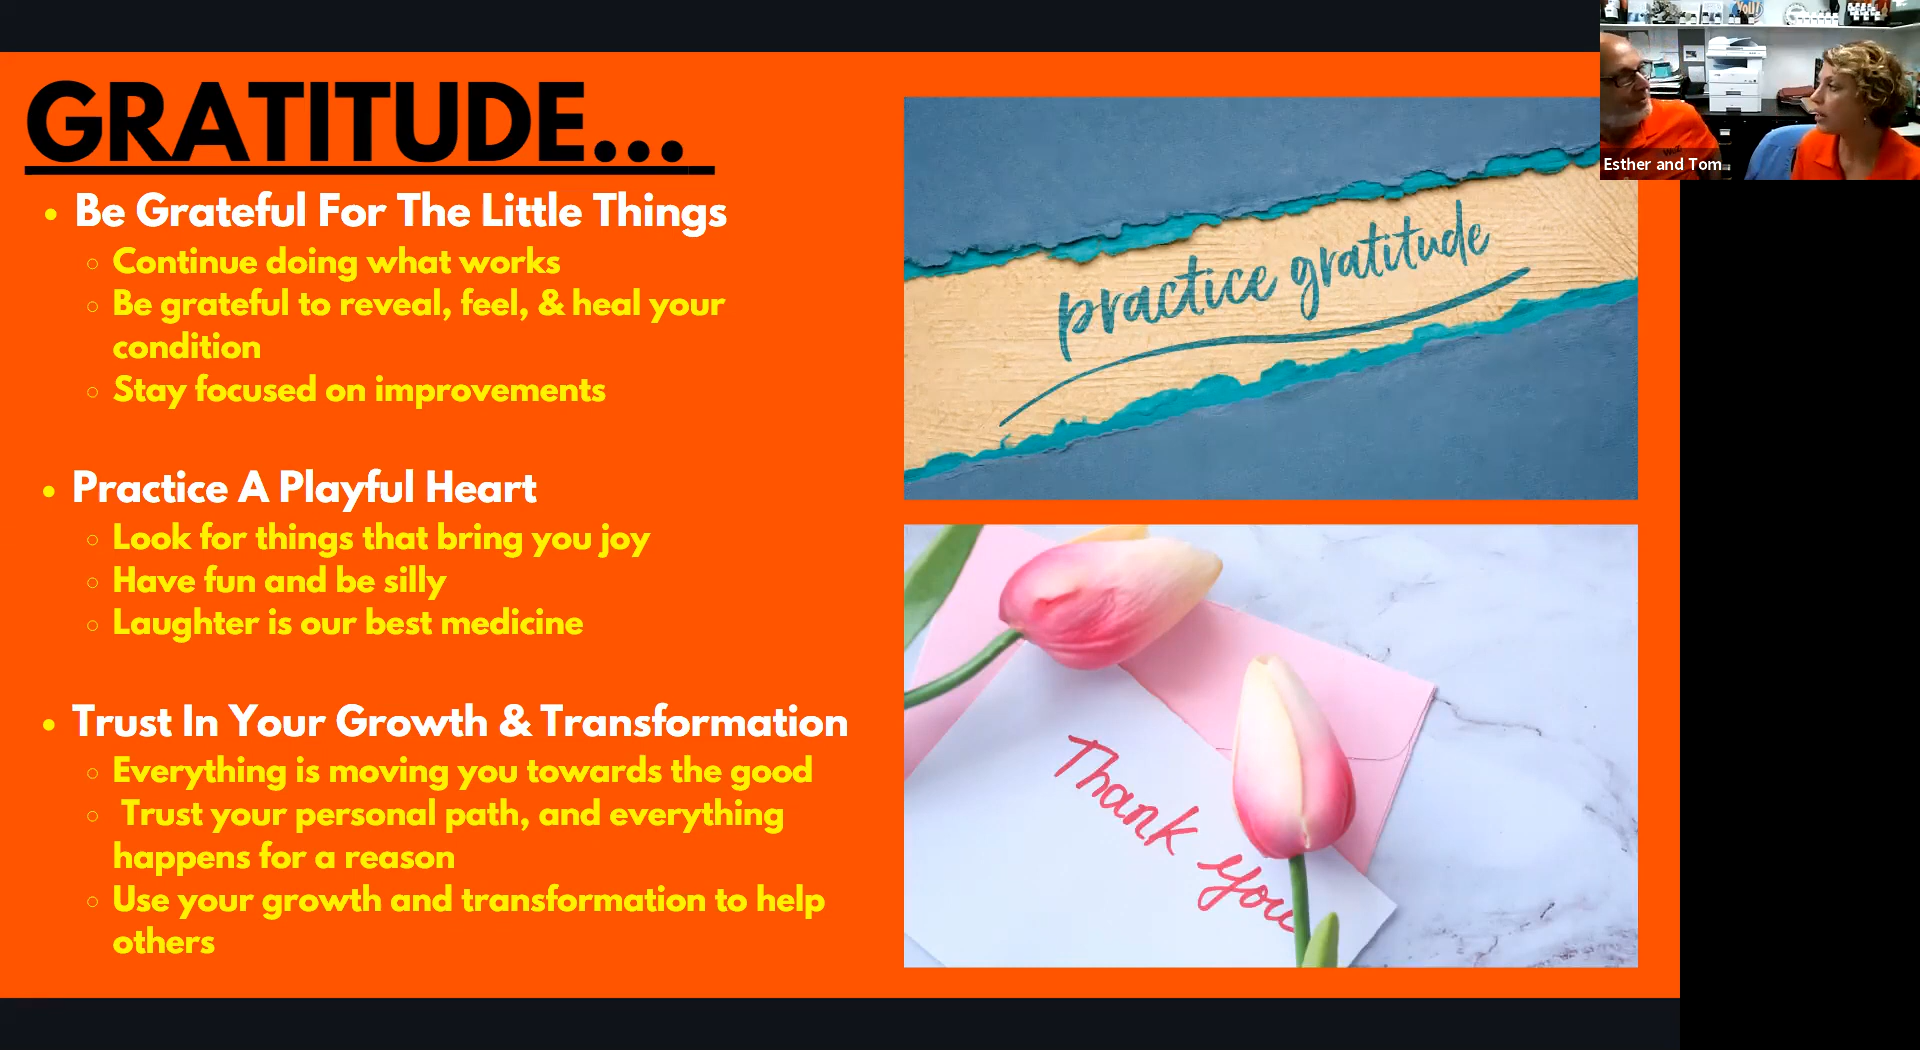 GRATITUDE...
Be Grateful For The Little Things
Continue doing what works
Be grateful to reveal, feel, & heal your
condition
Stay focused on improvements
Practice A Playful Heart
Look for things that bring you joy
Have fun and be silly
Laughter is our best medicine
Trust In Your Growth & Transformation
Everything is moving you towards the good
Trust your personal path, and everything
happens for a reason
Use your growth and transformation to help
others
practice gratitude
Thank you
YOU!
Esther and Tom